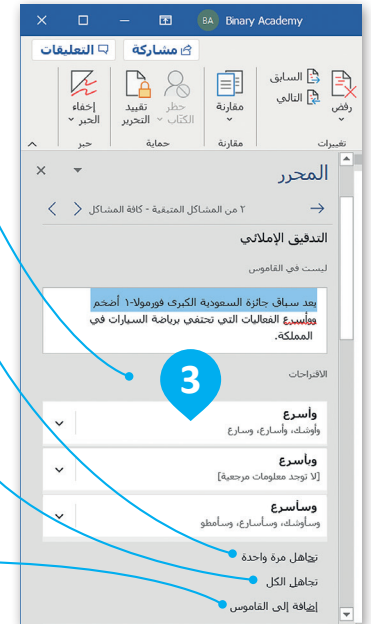 BA Binary Academy
مشاركة التعليقات
رفض
السابق
التالي
تغييرات
مقارنة
مقارنة
حظر الكتاب
تقييد التحرير
حماية
إخفاء الحبر
حبر
المحرر
٢ من المشاكل المتبقية - كافة المشاكل
التدقيق الإملائي
ليست في القاموس
يعد سباق جائزة السعودية الكبرى فورمولا-١ أضخم
ووأسرع الفعاليات التي تحتفي برياضة السيارات في
المملكة.
الاقتراحات
3
وأسرع
وأوشك، وأسارع، وسارع
وبأسرع
[لا توجد معلومات مرجعية]
وسأسرع
وسأوشك، وسأسارع، وسأمطو
تجاهل مرة واحدة
تجاهل الكل
إضافة إلى القاموس